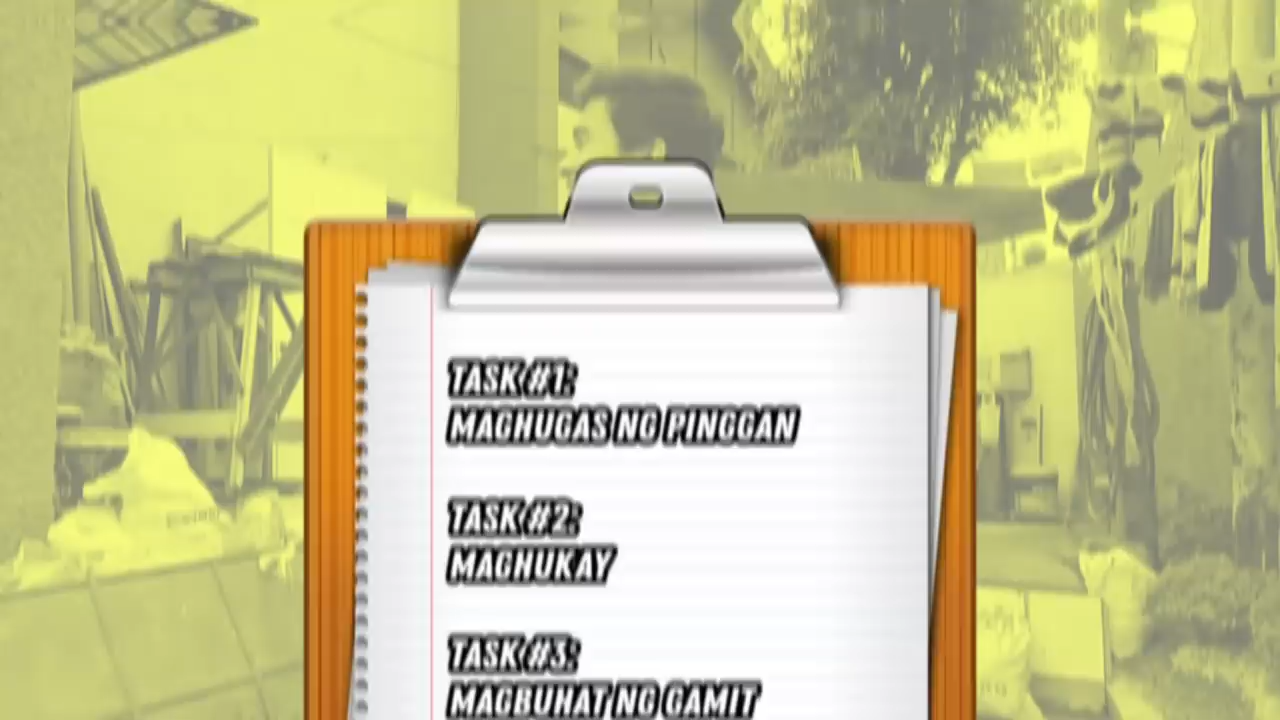 TASK #1:
MAGHUGAS NG PINGGAN
TASK #2:
MAGHUKAY
TASK #3:
MAGBUHAT NG GAMIT